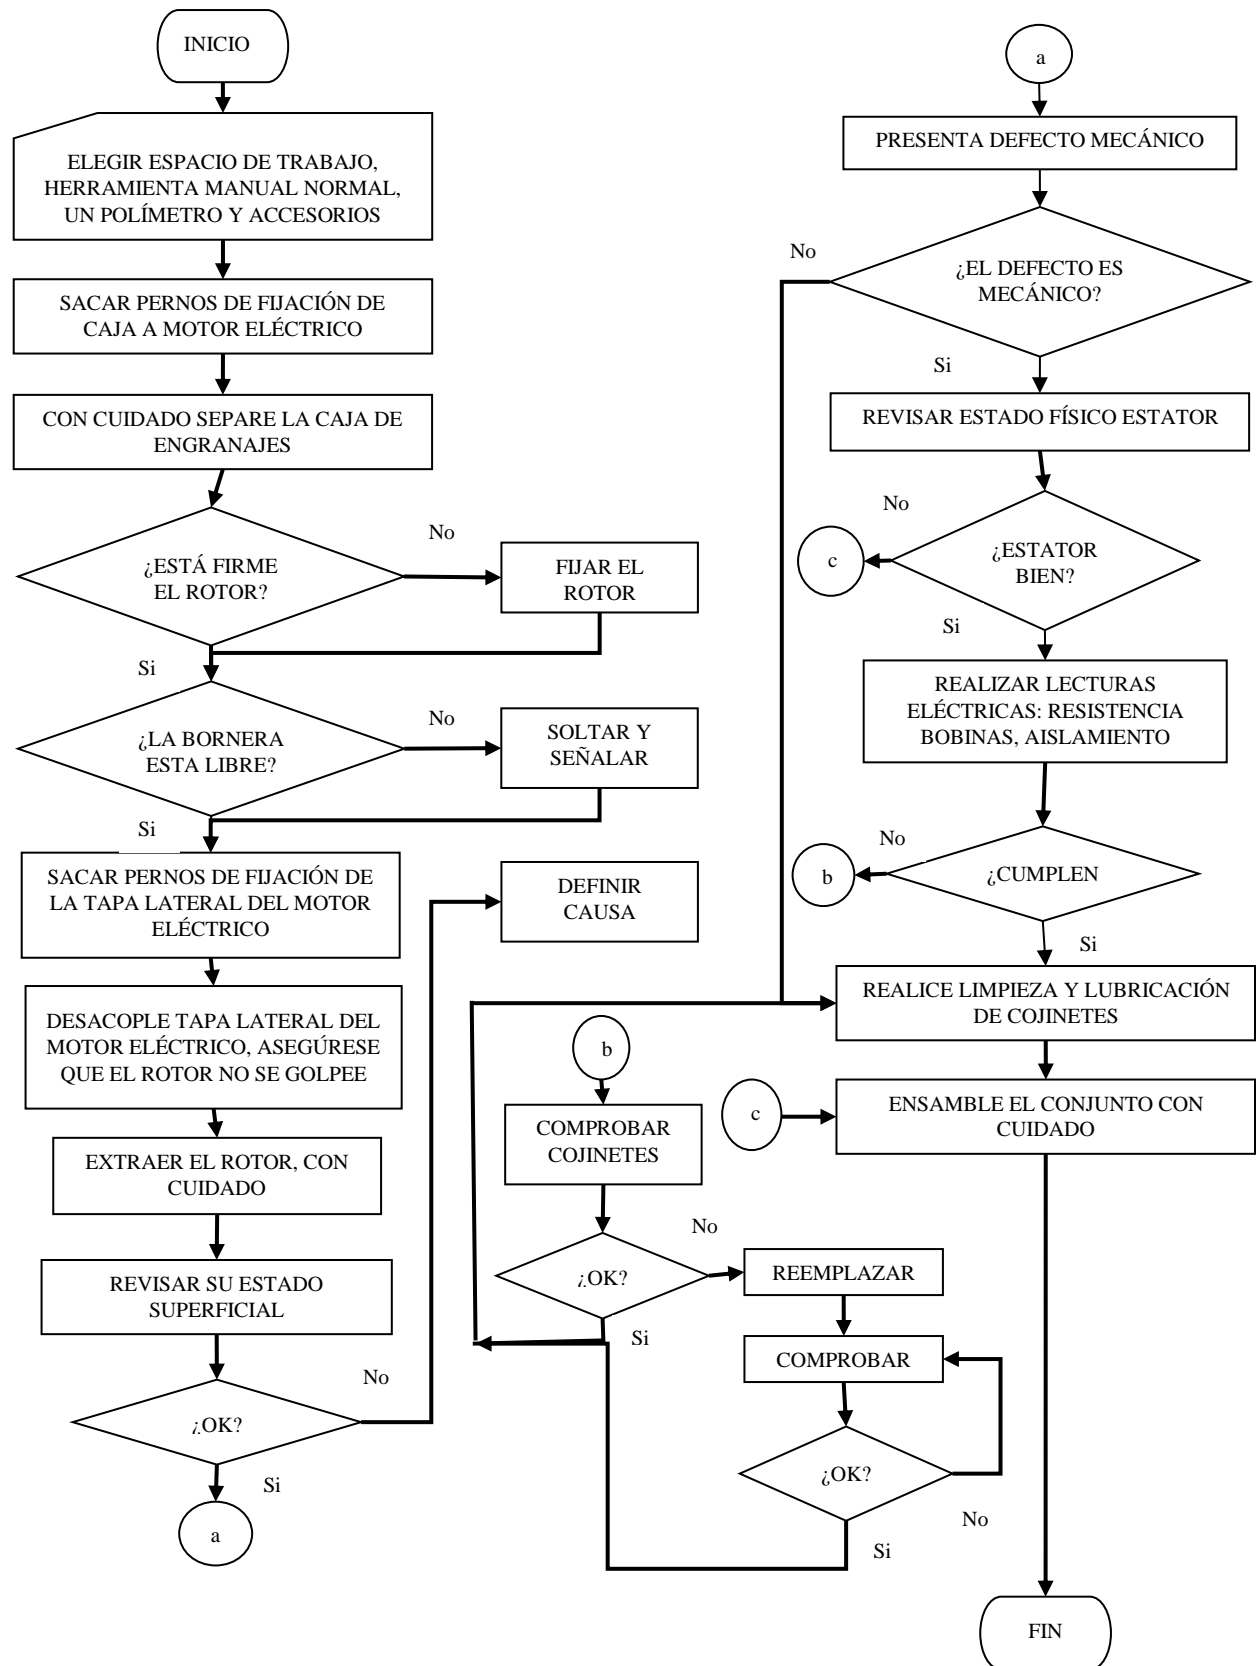 INICIO
ELEGIR ESPACIO DE TRABAJO,
HERRAMIENTA MANUAL NORMAL,
UN POLÍMETRO Y ACCESORIOS
SACAR PERNOS DE FIJACIÓN DE
CAJA A MOTOR ELÉCTRICO
CON CUIDADO SEPARE LA CAJA DE
ENGRANAJES
¿ESTÁ FIRME
EL ROTOR?
No
FIJAR EL
ROTOR
Si
¿LA BORNERA
ESTA LIBRE?
No
SOLTAR Y
SEÑALAR
Si
SACAR PERNOS DE FIJACIÓN DE
LA TAPA LATERAL DEL MOTOR
ELÉCTRICO
DESACOPLE TAPA LATERAL DEL
MOTOR ELÉCTRICO, ASEGÚRESE
QUE EL ROTOR NO SE GOLPEE
EXTRAER EL ROTOR, CON
CUIDADO
REVISAR SU ESTADO
SUPERFICIAL
¿OK?
No
DEFINIR
CAUSA
Si
a
a
PRESENTA DEFECTO MECÁNICO
¿EL DEFECTO ES
MECÁNICO?
No
Si
REVISAR ESTADO FÍSICO ESTATOR
¿ESTATOR
BIEN?
No
c
Si
REALIZAR LECTURAS
ELÉCTRICAS: RESISTENCIA
BOBINAS, AISLAMIENTO
¿CUMPLEN
No
b
Si
REALICE LIMPIEZA Y LUBRICACIÓN
DE COJINETES
c
ENSAMBLE EL CONJUNTO CON
CUIDADO
b
COMPROBAR
COJINETES
¿OK?
No
REEMPLAZAR
Si
COMPROBAR
¿OK?
No
Si
FIN